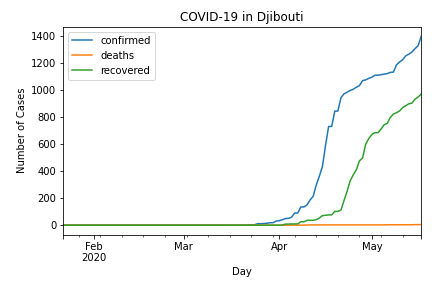 COVID-19 in Djibouti
confirmed
deaths
recovered
Number of Cases
1400
1200
1000
800
600
400
200
0
Feb
2020
Mar
Apr
May
Day